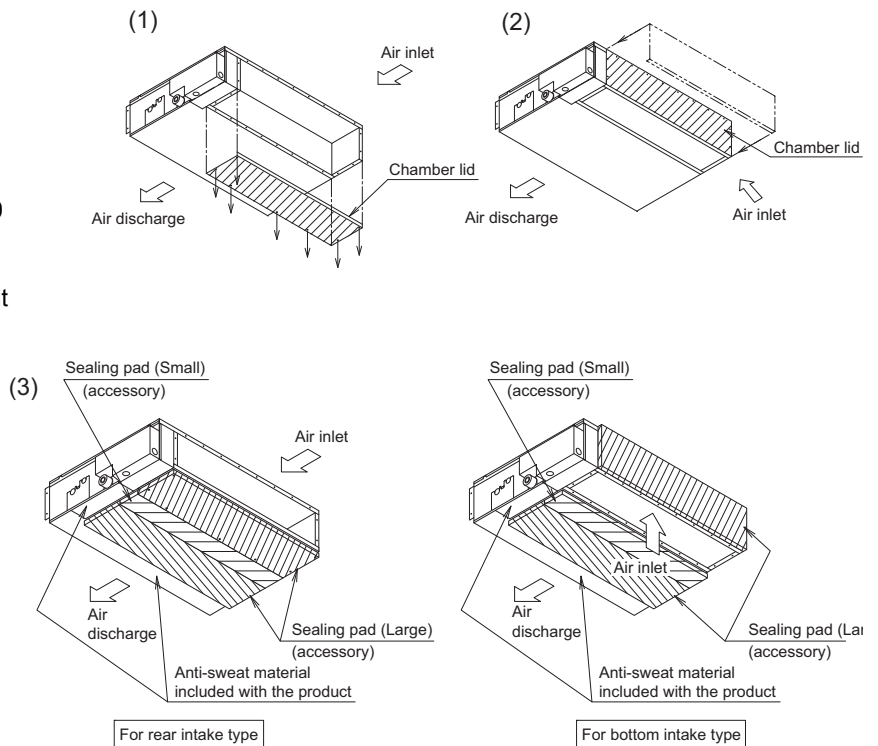 (1)
Air inlet
Chamber lid
Air discharge
(2)
Chamber lid
Air discharge
Air inlet
t
(3)
Sealing pad (Small)
(accessory)
Air inlet
Air
discharge
Sealing pad (Large)
(accessory)
Anti-sweat material
included with the product
For rear intake type
Sealing pad (Small)
(accessory)
Air inlet
Air
discharge
Sealing pad (Lar
(accessory)
Anti-sweat material
included with the product
For bottom intake type